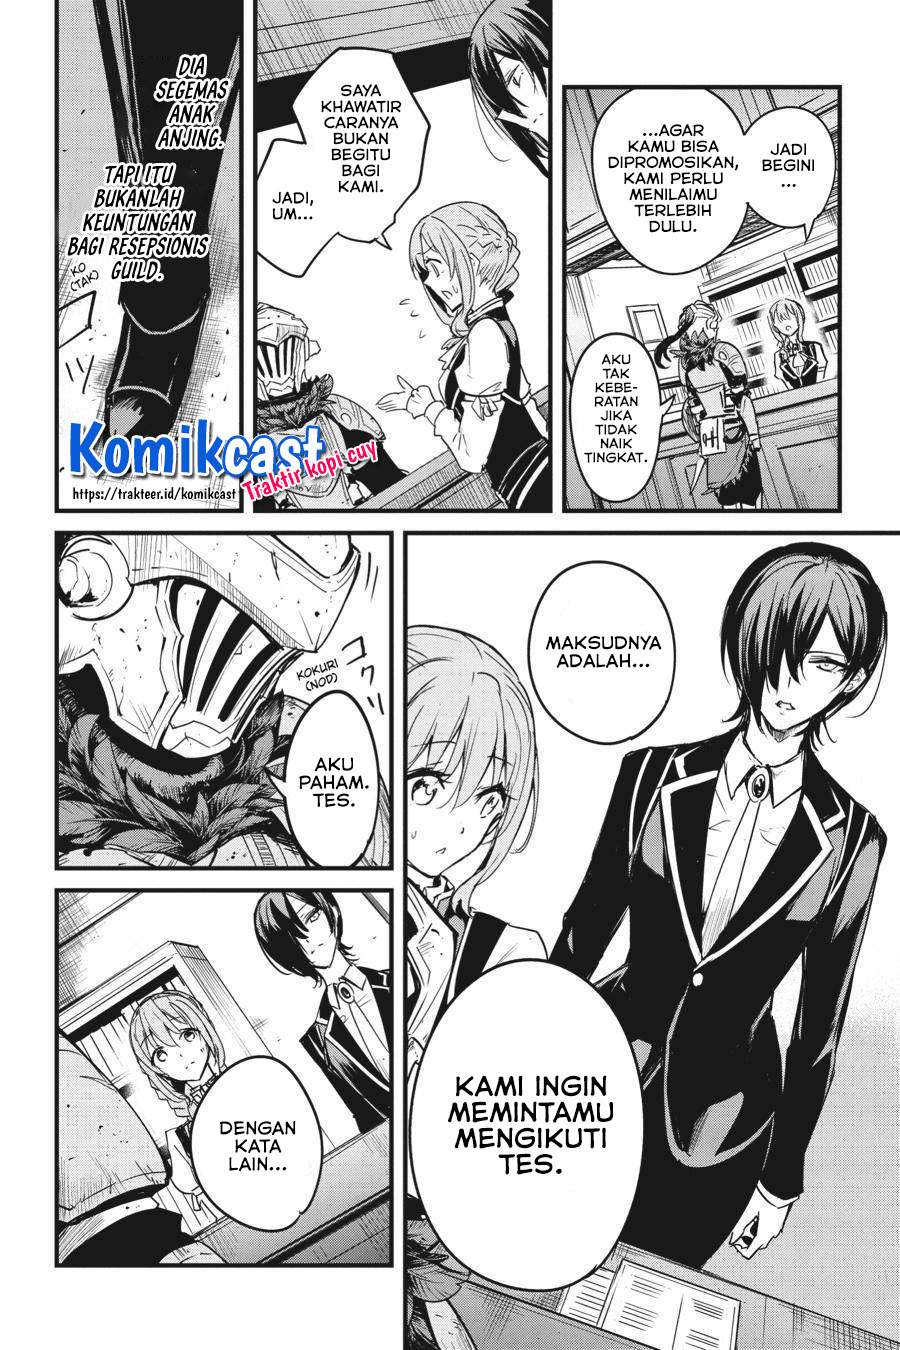 JADI
BEGINI
...
...AGAR
KAMU BISA
DIPROMOSIKAN,
KAMI PERLU
MENILAIMU
TERLEBIH
DULU.
AKU
TAK
KEBE-
RATAN
JIKA
TIDAK
NAIK
TINGKAT.
SAYA
KHAWATIR
CARANYA
BUKAN
BEGITU
BAGI
KAMI.
JADI,
UM...
DIA
SEGEMAS
ANAK
ANJING.
TAPI ITU
BUKANLAH
KEUNTUNGAN
BAGI RESEPSIONIS
GUILD.
KO
(TAK)
Komikcast
Traktir kopi cuy
https://trakteer.id/komikcast
MAKSUDNYA
ADALAH...
KAMI INGIN
MEMINTAMU
MENGIKUTI
TES.
KOKURI
(NOD)
AKU
PAHAM.
TES.
DENGAN
KATA
LAIN...